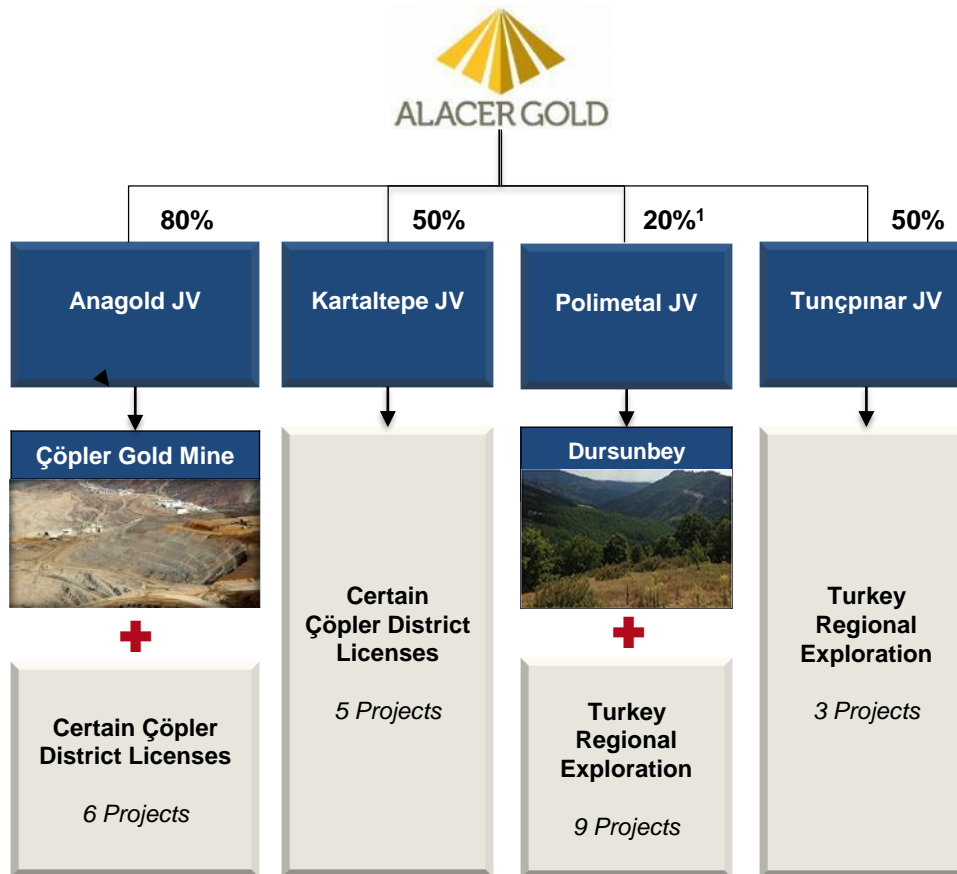 ALACER GOLD
80%
50%
20%¹
50%
Anagold JV
Kartaltepe JV
Polimetal JV
Tunçpınar JV
Çöpler Gold Mine
Dursunbey
Certain
Çöpler District
Licenses
5 Projects
Turkey
Regional
Exploration
3 Projects
Certain Çöpler
District Licenses
6 Projects
Turkey
Regional
Exploration
9 Projects